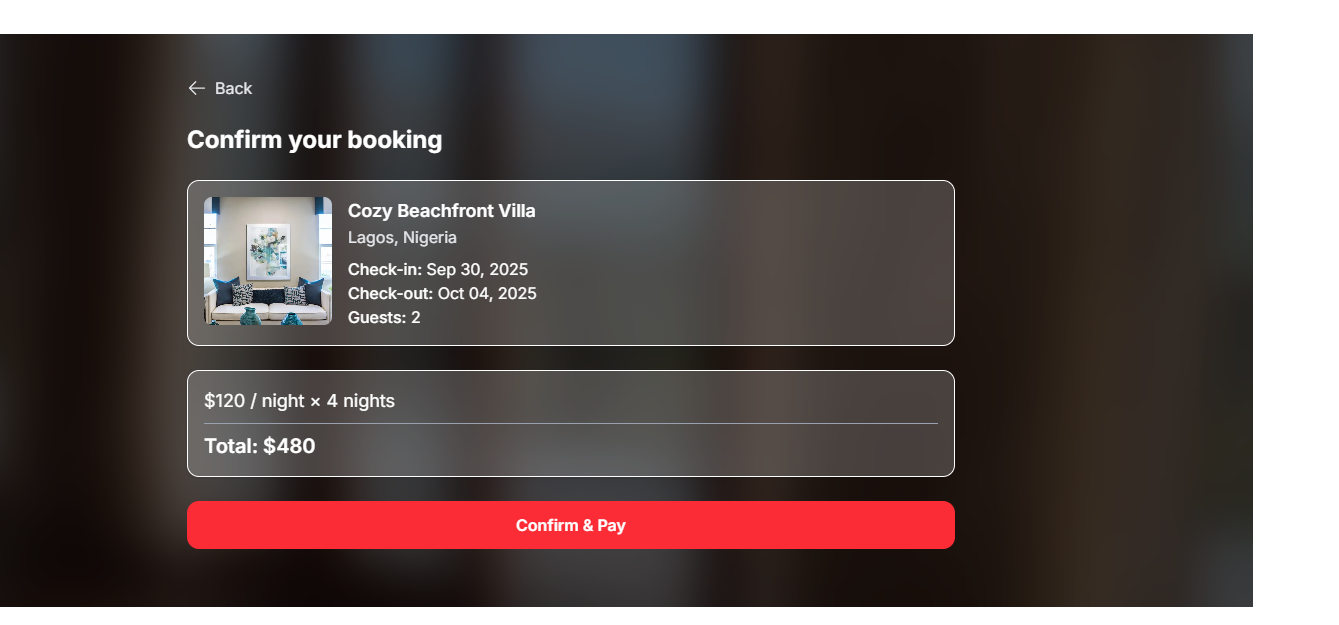 Back
Confirm your booking
Cozy Beachfront Villa
Lagos, Nigeria
Check-in: Sep 30, 2025
Check-out: Oct 04, 2025
Guests: 2
$120 / night × 4 nights
Total: $480
Confirm & Pay